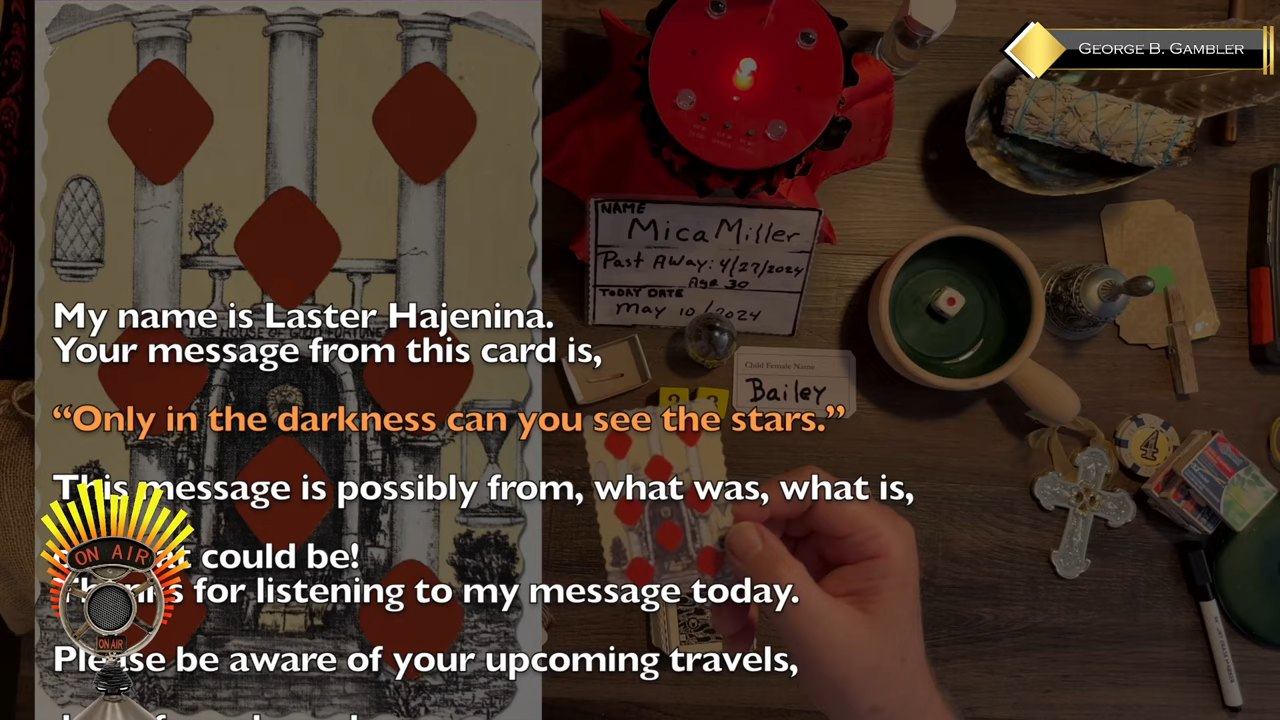 George B. Gambler
NAME
Mica Miller
Past AWay: 4/27/2024
Age 30
TODAY DATE
May 10/2024
Child Female Name
Bailey
4
My name is Laster Hajenina.
Your message from this card is,
“Only in the darkness can you see the stars.”
This message is possibly from, what was, what is,
could be!
for listening to my message today.
Please be aware of your upcoming travels,
ON AIR
ON AIR